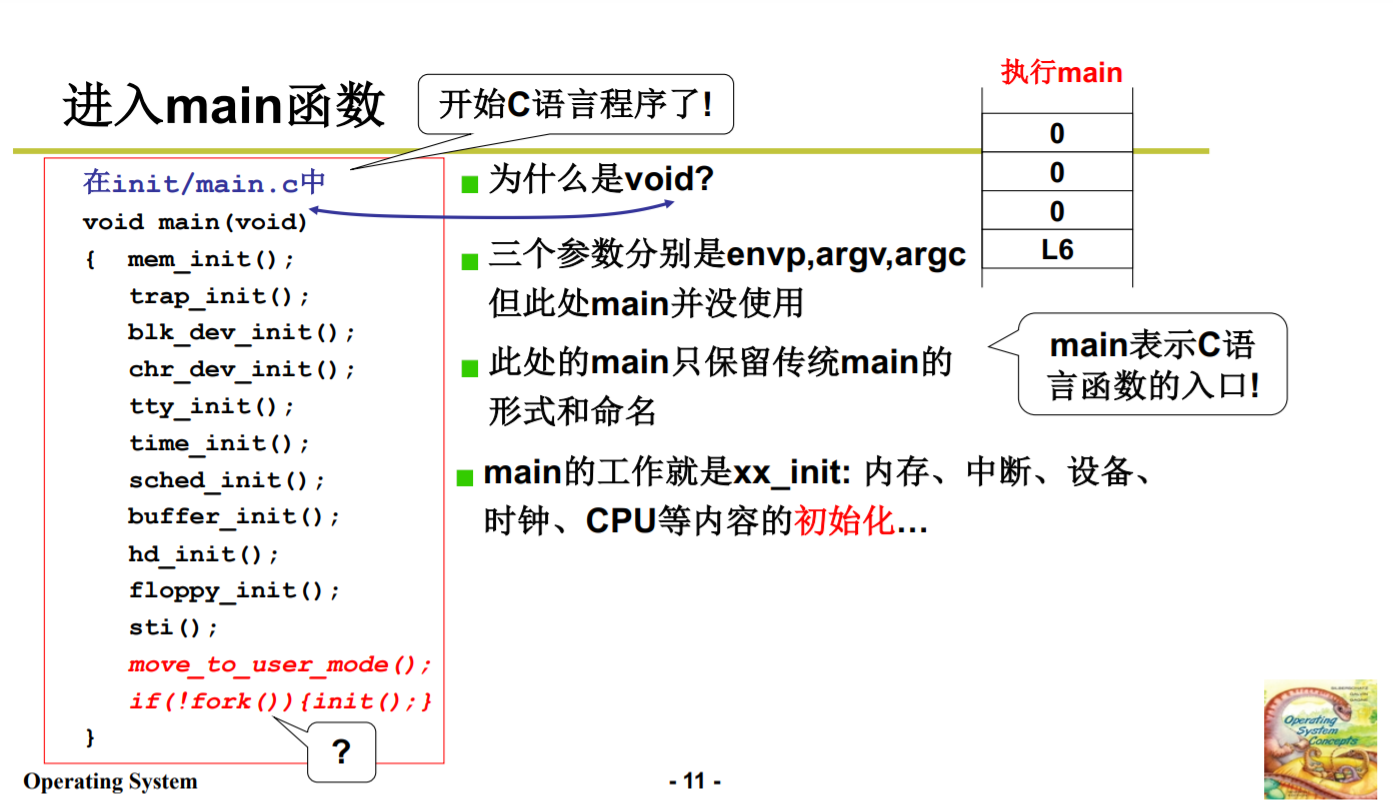 进入main函数
开始C语言程序了!
执行main
0
0
0
L6
在init/main.c中
void main(void)
{ mem_init();
trap_init();
blk_dev_init();
chr_dev_init();
tty_init();
time_init();
sched_init();
buffer_init();
hd_init();
floppy_init();
sti();
move_to_user_mode();
if(!fork()){init();}
}
?
为什么是void?
三个参数分别是envp,argv,argc
但此处main并没使用
此处的main只保留传统main的
形式和命名
main的工作就是xx_init: 内存、中断、设备、
时钟、CPU等内容的初始化…
main表示C语
言函数的入口!
Operating System
- 11 -
Operating
System
Concepts